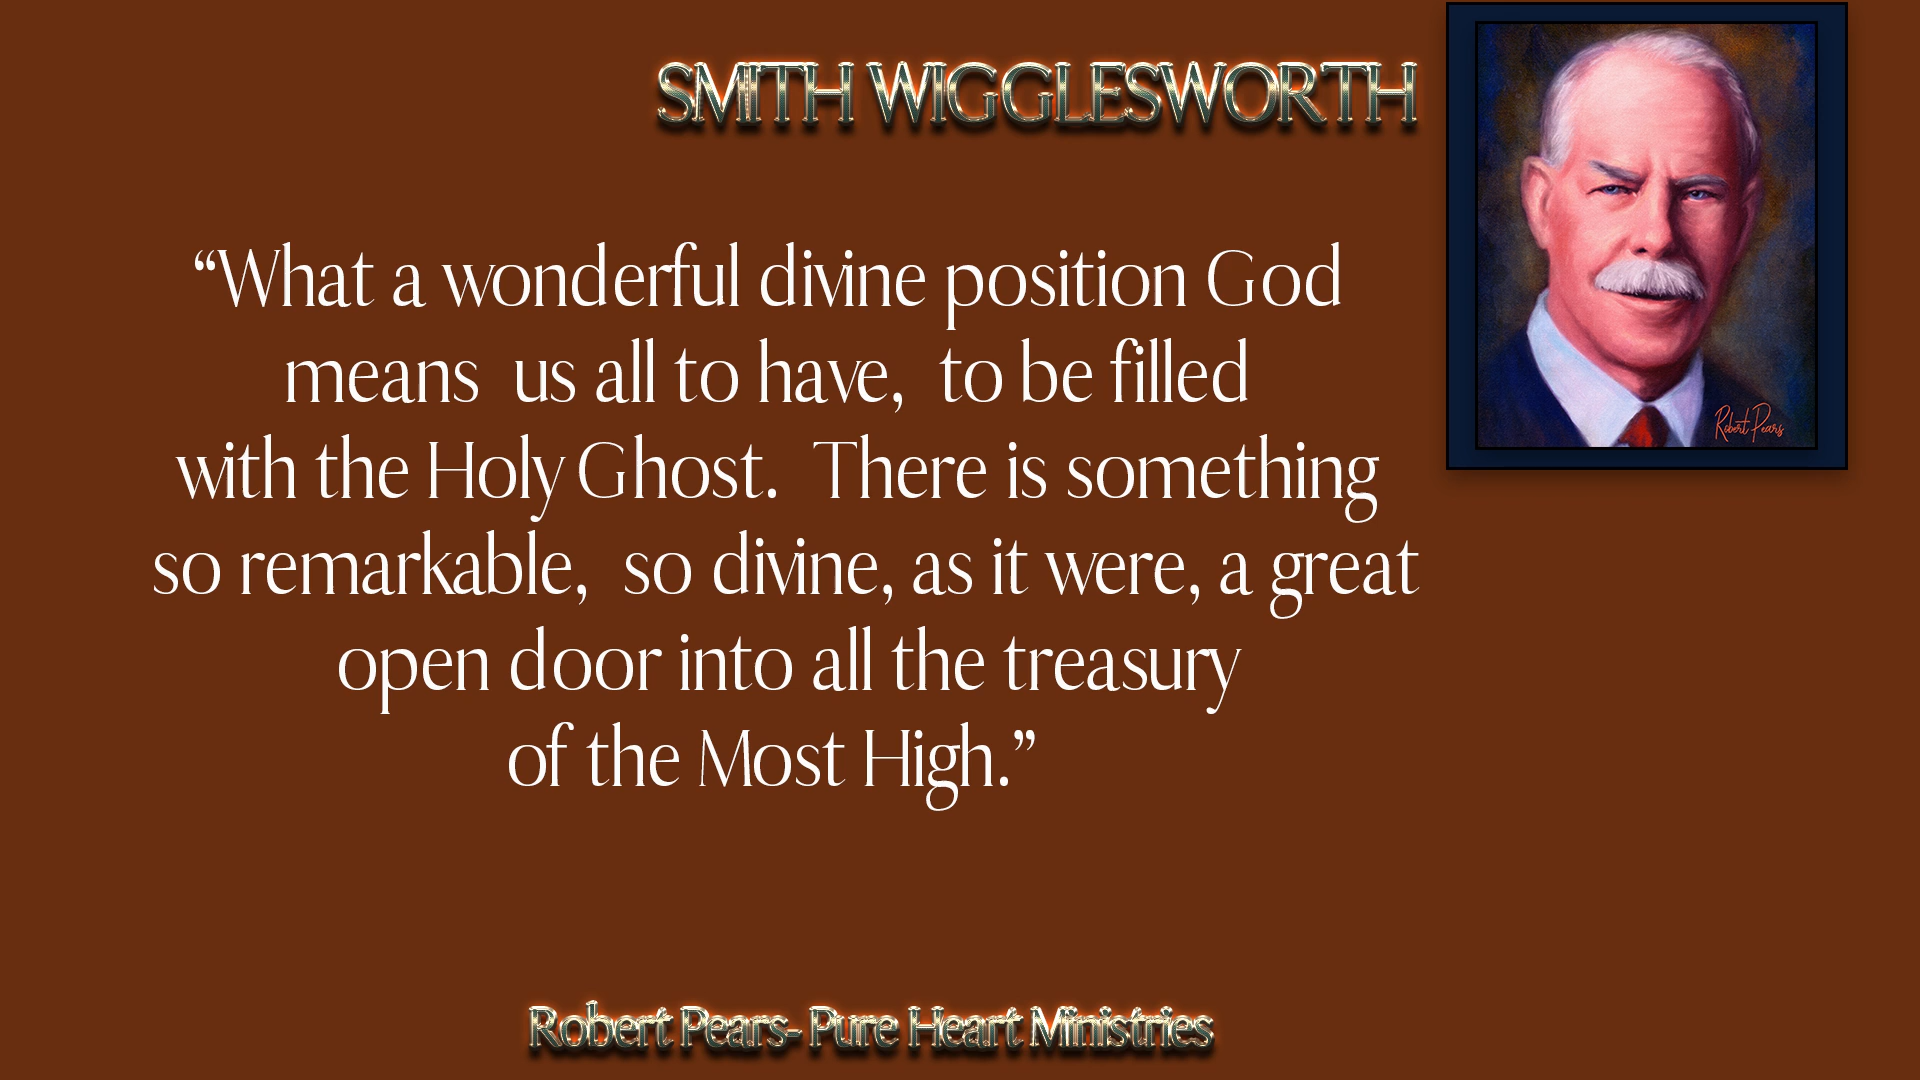 SMITH WIGGLESWORTH
“What a wonderful divine position God
means us all to have, to be filled
with the Holy Ghost. There is something
so remarkable, so divine, as it were, a great
open door into all the treasury
of the Most High.”
Robert Pears
Robert Pears- Pure Heart Ministries